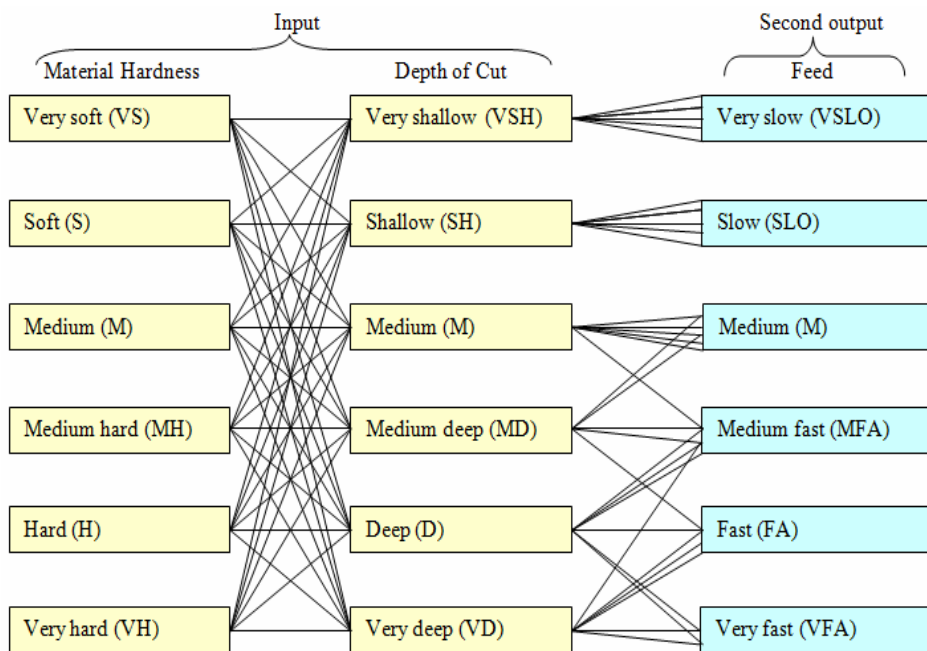 Input
Second output
Material Hardness
Depth of Cut
Feed
Very soft (VS)
Very shallow (VSH)
Very slow (VSLO)
Soft (S)
Shallow (SH)
Slow (SLO)
Medium (M)
Medium (M)
Medium (M)
Medium hard (MH)
Medium deep (MD)
Medium fast (MFA)
Hard (H)
Deep (D)
Fast (FA)
Very hard (VH)
Very deep (VD)
Very fast (VFA)